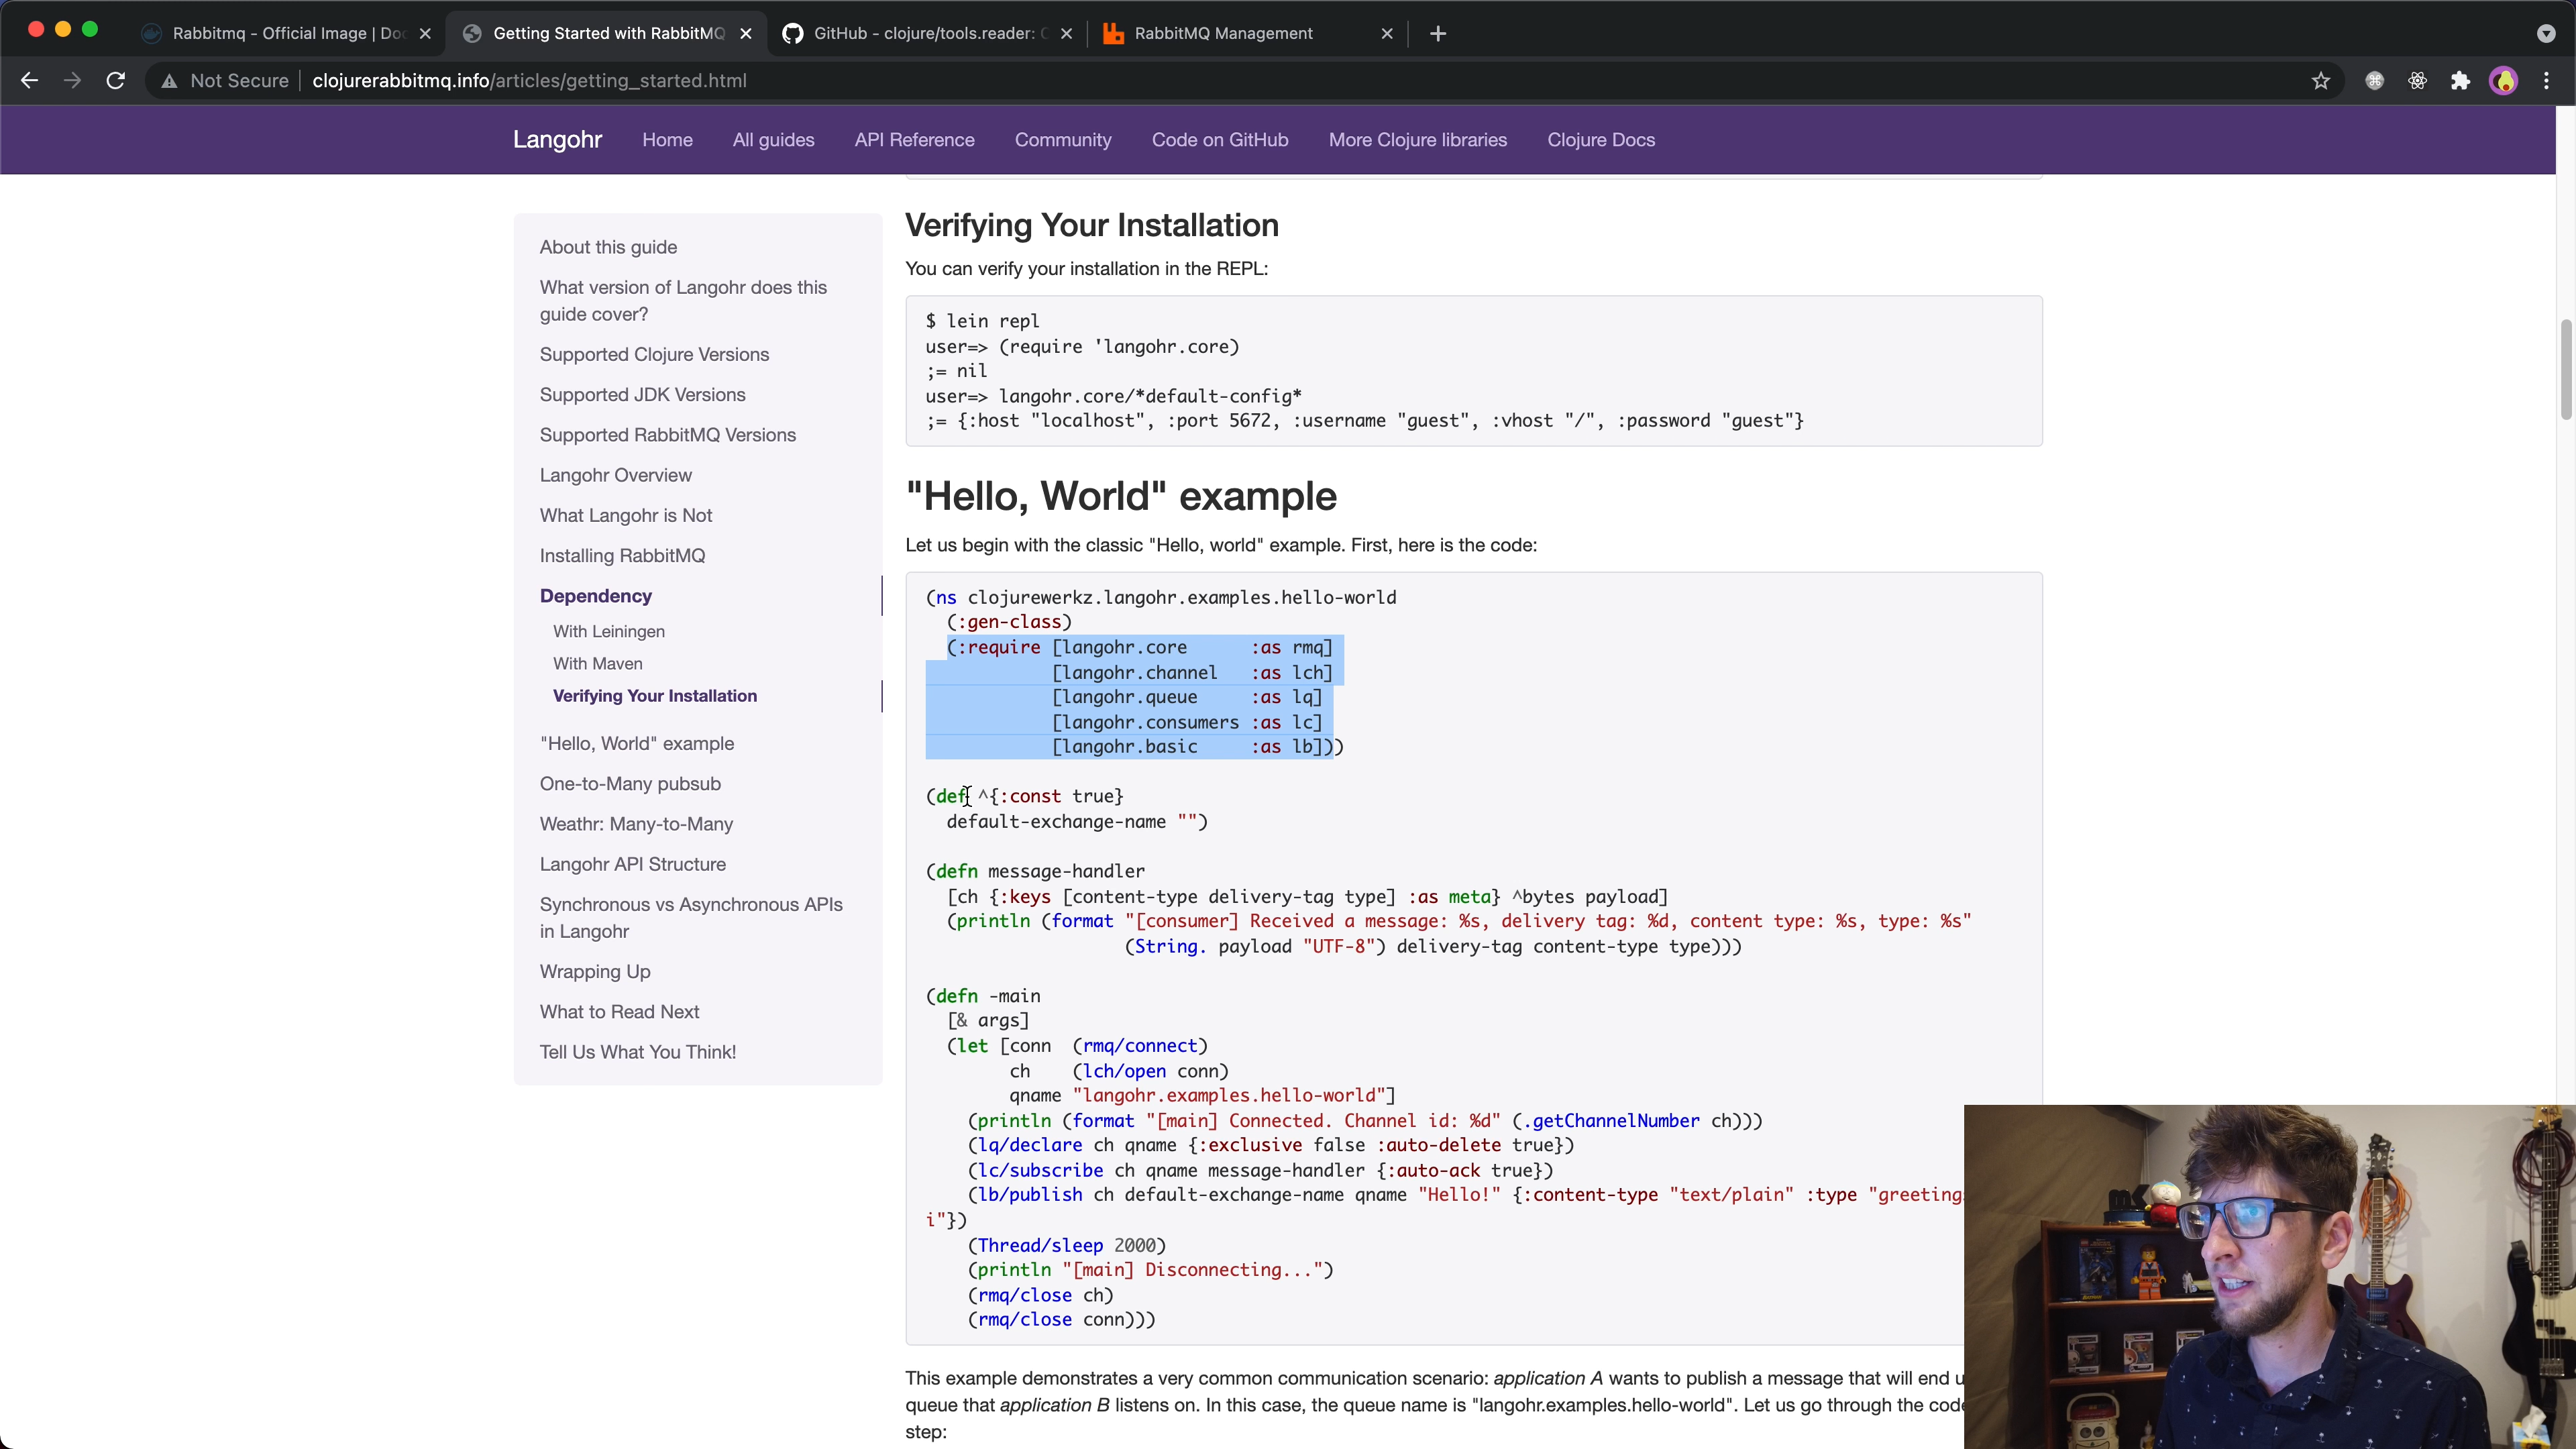 Rabbitmq - Official Image | Doc
Getting Started with RabbitMQ
GitHub - clojure/tools.reader: C
RabbitMQ Management
Not Secure
clojurerabbitmq.info/articles/getting_started.html
Langohr
Home
All guides
API Reference
Community
Code on GitHub
More Clojure libraries
Clojure Docs
About this guide
What version of Langohr does this
guide cover?
Supported Clojure Versions
Supported JDK Versions
Supported RabbitMQ Versions
Langohr Overview
What Langohr is Not
Installing RabbitMQ
Dependency
With Leiningen
With Maven
Verifying Your Installation
"Hello, World" example
One-to-Many pubsub
Weathr: Many-to-Many
Langohr API Structure
Synchronous vs Asynchronous APIs
in Langohr
Wrapping Up
What to Read Next
Tell Us What You Think!
Verifying Your Installation
You can verify your installation in the REPL:
$ lein repl
user=> (require 'langohr.core)
;= nil
user=> langohr.core/*default-config*
;= {:host "localhost", :port 5672, :username "guest", :vhost "/", :password "guest"}
"Hello, World" example
Let us begin with the classic "Hello, world" example. First, here is the code:
(ns clojurewerkz.langohr.examples.hello-world
(:gen-class)
(:require [langohr.core :as rmq]
[langohr.channel :as lch]
[langohr.queue :as lq]
[langohr.consumers :as lc]
[langohr.basic :as lb]))
(def ^{:const true}
default-exchange-name "")
(defn message-handler
[ch {:keys [content-type delivery-tag type] :as meta} ^bytes payload]
(println (format "[consumer] Received a message: %s, delivery tag: %d, content type: %s, type: %s"
(String. payload "UTF-8") delivery-tag content-type type)))
(defn -main
[& args]
(let [conn (rmq/connect)
ch (lch/open conn)
qname "langohr.examples.hello-world"]
(println (format "[main] Connected. Channel id: %d" (.getChannelNumber ch)))
(lq/declare ch qname {:exclusive false :auto-delete true})
(lc/subscribe ch qname message-handler {:auto-ack true})
(lb/publish ch default-exchange-name qname "Hello!" {:content-type "text/plain" :type "greeting
i"})
(Thread/sleep 2000)
(println "[main] Disconnecting...")
(rmq/close ch)
(rmq/close conn)))
This example demonstrates a very common communication scenario: application A wants to publish a message that will end u
queue that application B listens on. In this case, the queue name is "langohr.examples.hello-world". Let us go through the code
step: